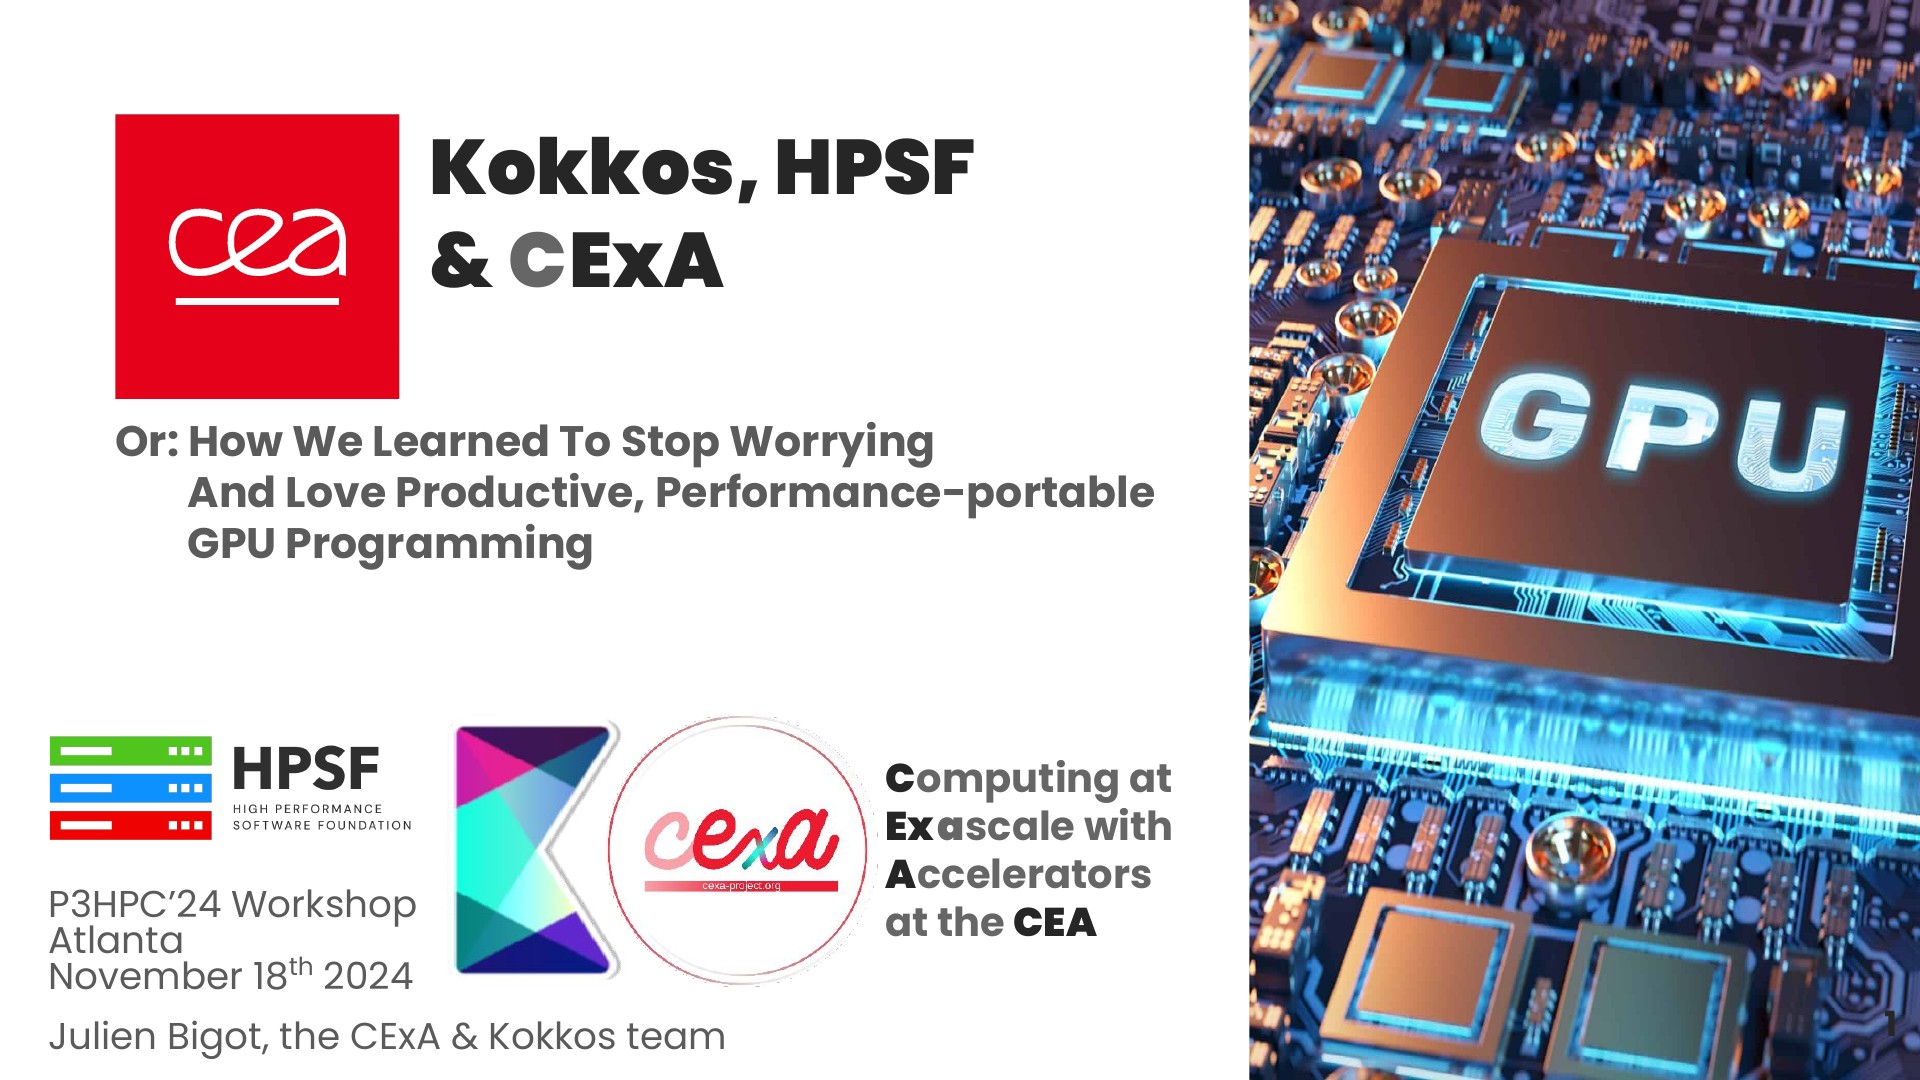 cea
Kokkos, HPSF
& CExA
Or: How We Learned To Stop Worrying
And Love Productive, Performance-portable
GPU Programming
GPU
HPSF
HIGH PERFORMANCE
SOFTWARE FOUNDATION
cexa
cexa-project.org
Computing at
Exascale with
Accelerators
at the CEA
P3HPC’24 Workshop
Atlanta
November 18th 2024
Julien Bigot, the CExA & Kokkos team
1